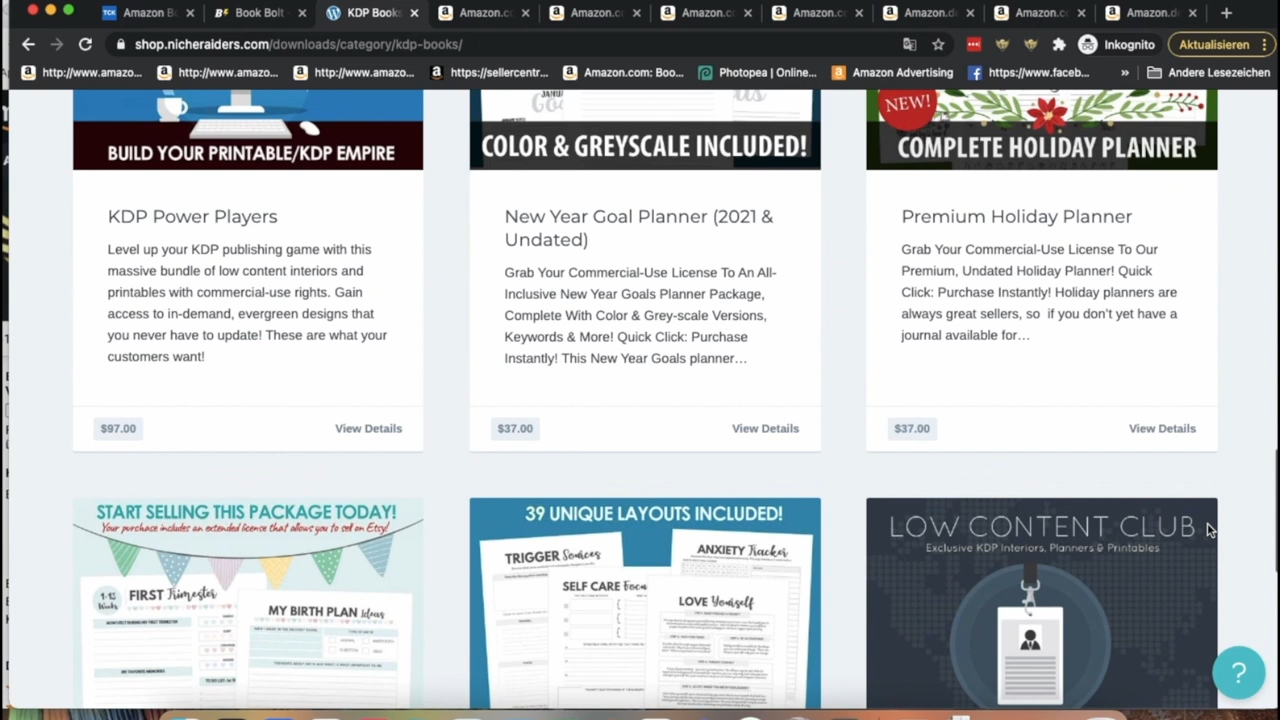 Amazon B
Book Bolt -
KDP Books
Amazon.c
Amazon.c
Amazon.c
Amazon.c
Amazon.d
Amazon.c
Amazon.d
shop.nicheraiders.com/downloads/category/kdp-books/
Inkognito
Aktualisieren
http://www.amazo...
http://www.amazo...
http://www.amazo...
https://sellercentr...
Amazon.com: Boo...
Photopea | Online...
Amazon Advertising
https://www.faceb...
»
Andere Lesezeichen
NEW!
BUILD YOUR PRINTABLE/KDP EMPIRE
COLOR & GREYSCALE INCLUDED!
COMPLETE HOLIDAY PLANNER
KDP Power Players
Level up your KDP publishing game with this
massive bundle of low content interiors and
printables with commercial-use rights. Gain
access to in-demand, evergreen designs that
you never have to update! These are what your
customers want!
$97.00
View Details
New Year Goal Planner (2021 &
Undated)
Grab Your Commercial-Use License To An All-
Inclusive New Year Goals Planner Package,
Complete With Color & Grey-scale Versions,
Keywords & More! Quick Click: Purchase
Instantly! This New Year Goals planner…
$37.00
View Details
Premium Holiday Planner
Grab Your Commercial-Use License To Our
Premium, Undated Holiday Planner! Quick
Click: Purchase Instantly! Holiday planners are
always great sellers, so if you don't yet have a
journal available for…
$37.00
View Details
START SELLING THIS PACKAGE TODAY!
Your purchase includes an extended license that allows you to sell on Etsy!
1-13
Weeks
FIRST Trimester
MY BIRTH PLAN Ideas
39 UNIQUE LAYOUTS INCLUDED!
TRIGGER Sources
ANXIETY Tracker
SELF CARE Focu
LOVE Yourself
LOW CONTENT CLUB
Exclusive KDP Interiors, Planners & Printables
?